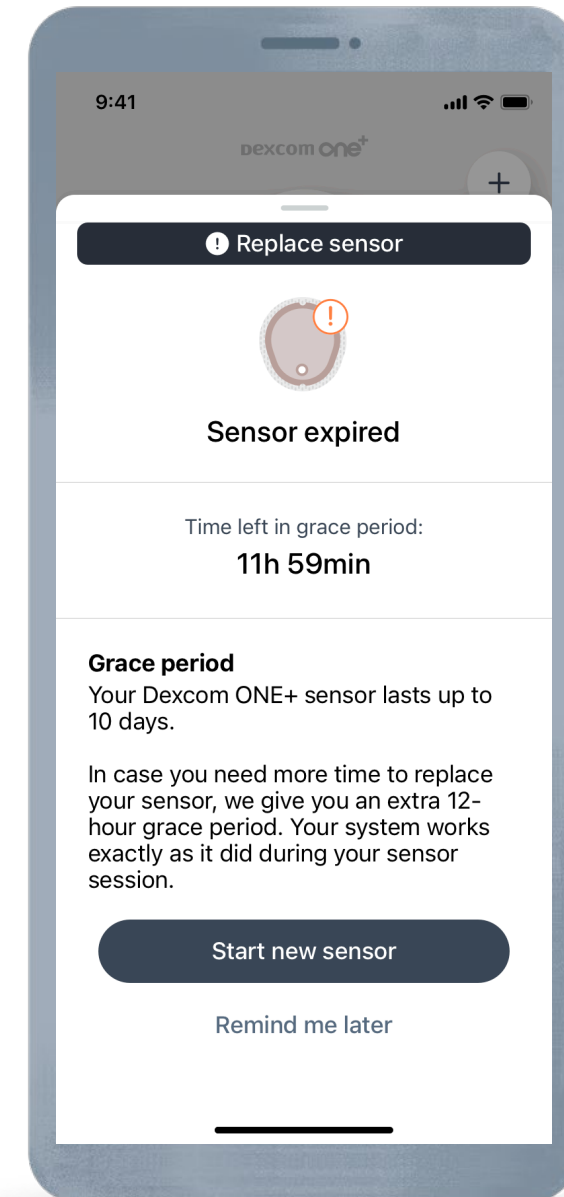 9:41
Dexcom one+
+
! Replace sensor
!
Sensor expired
Time left in grace period:
11h 59min
Grace period
Your Dexcom ONE+ sensor lasts up to
10 days.
In case you need more time to replace
your sensor, we give you an extra 12-
hour grace period. Your system works
exactly as it did during your sensor
session.
Start new sensor
Remind me later